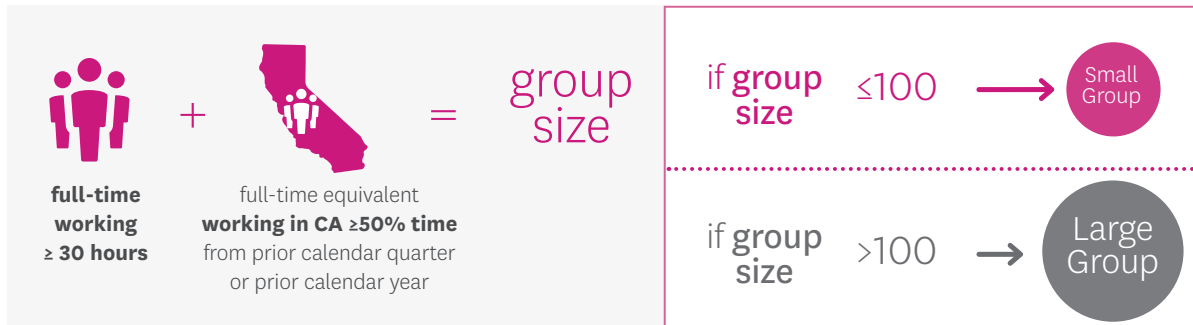 full-time
working
≥ 30 hours
+
full-time equivalent
working in CA ≥50% time
from prior calendar quarter
or prior calendar year
=
group
size
if group
size
≤100
Small
Group
if group
size
>100
Large
Group